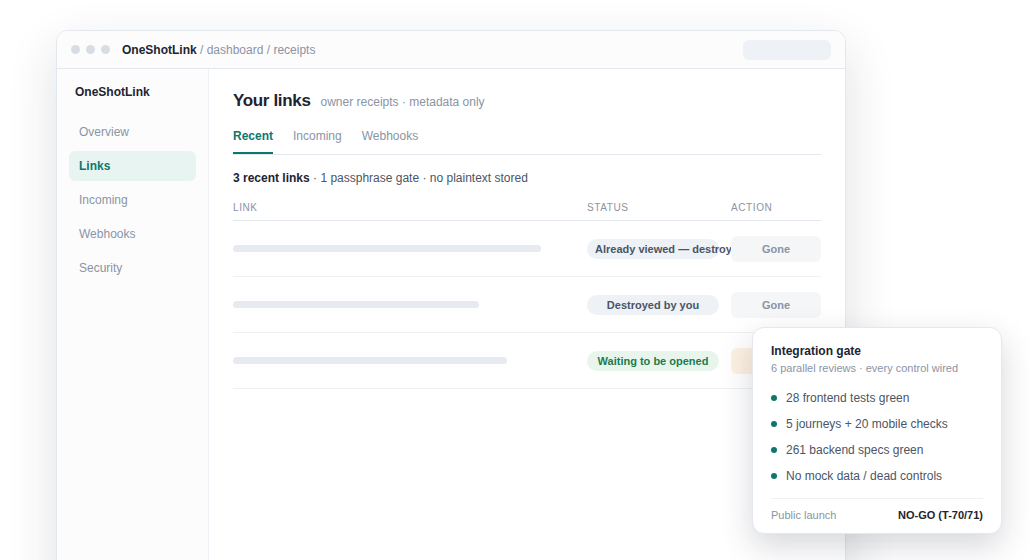 OneShotLink / dashboard / receipts
OneShotLink
Overview
Links
Incoming
Webhooks
Security
Your links owner receipts · metadata only
Recent Incoming Webhooks
3 recent links · 1 passphrase gate · no plaintext stored
LINK STATUS ACTION
Already viewed — destroy Gone
Destroyed by you Gone
Waiting to be opened
Integration gate
6 parallel reviews · every control wired
28 frontend tests green
5 journeys + 20 mobile checks
261 backend specs green
No mock data / dead controls
Public launch NO-GO (T-70/71)